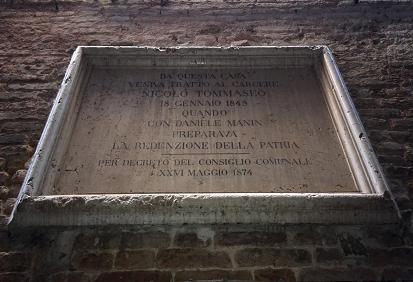 DA QUESTA CASA
VENIVA TRATTO AL CARCERE
NICOLÒ TOMMASEO
18 GENNAIO 1848
QUANDO
CON DANIELE MANIN
PREPARAVA
LA REDENZIONE DELLA PATRIA
PER DECRETO DEL CONSIGLIO COMUNALE
XXVI MAGGIO 1874